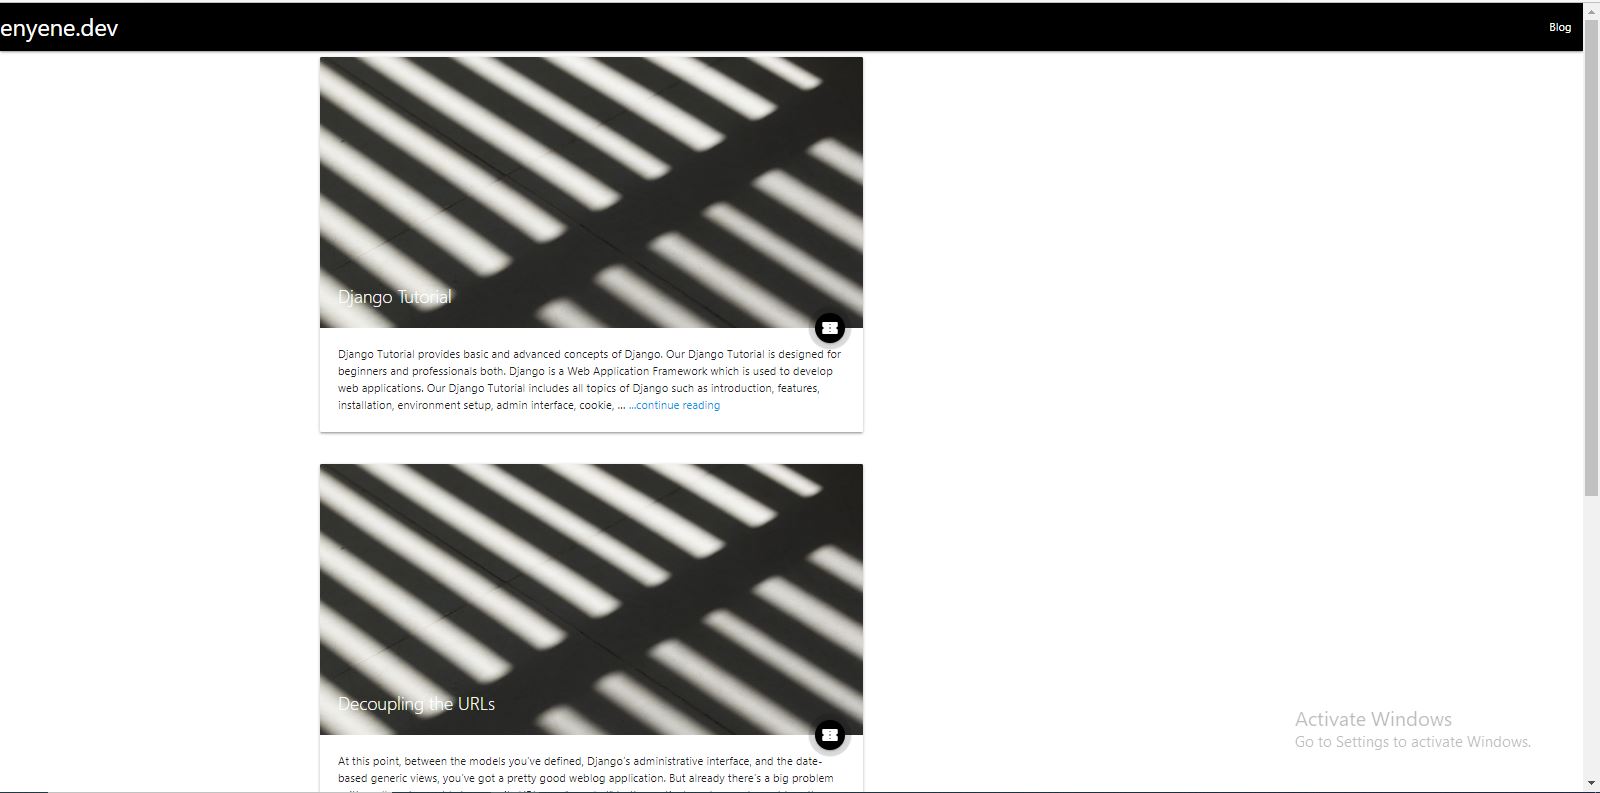 enyene.dev
Blog
Django Tutorial
Django Tutorial provides basic and advanced concepts of Django. Our Django Tutorial is designed for
beginners and professionals both. Django is a Web Application Framework which is used to develop
web applications. Our Django Tutorial includes all topics of Django such as introduction, features,
installation, environment setup, admin interface, cookie, ... ...continue reading
Decoupling the URLs
At this point, between the models you've defined, Django's administrative interface, and the date-
based generic views, you've got a pretty good weblog application. But already there's a big problem
Activate Windows
Go to Settings to activate Windows.